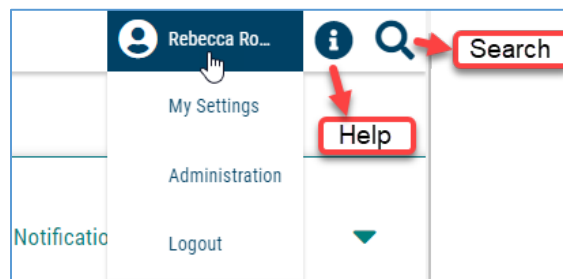 Rebecca Ro...
Search
My Settings
Help
Administration
Notificatio
Logout